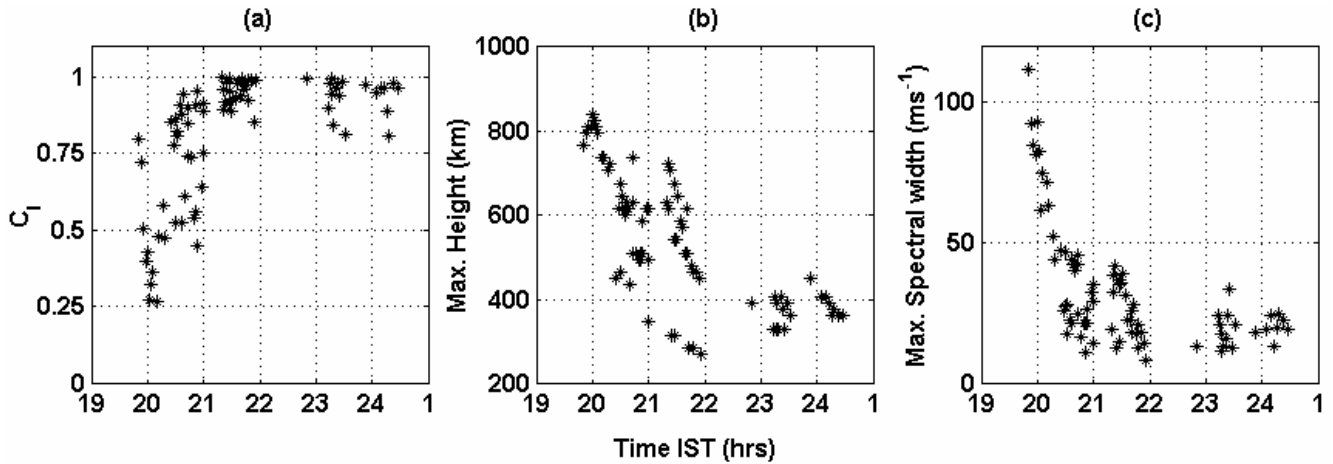 (a)
(b)
(c)
C_I
1
0.75
0.5
0.25
0
19 20 21 22 23 24 1
Max. Height (km)
1000
800
600
400
200
19 20 21 22 23 24 1
Max. Spectral width (ms⁻¹)
100
50
0
19 20 21 22 23 24 1
Time IST (hrs)